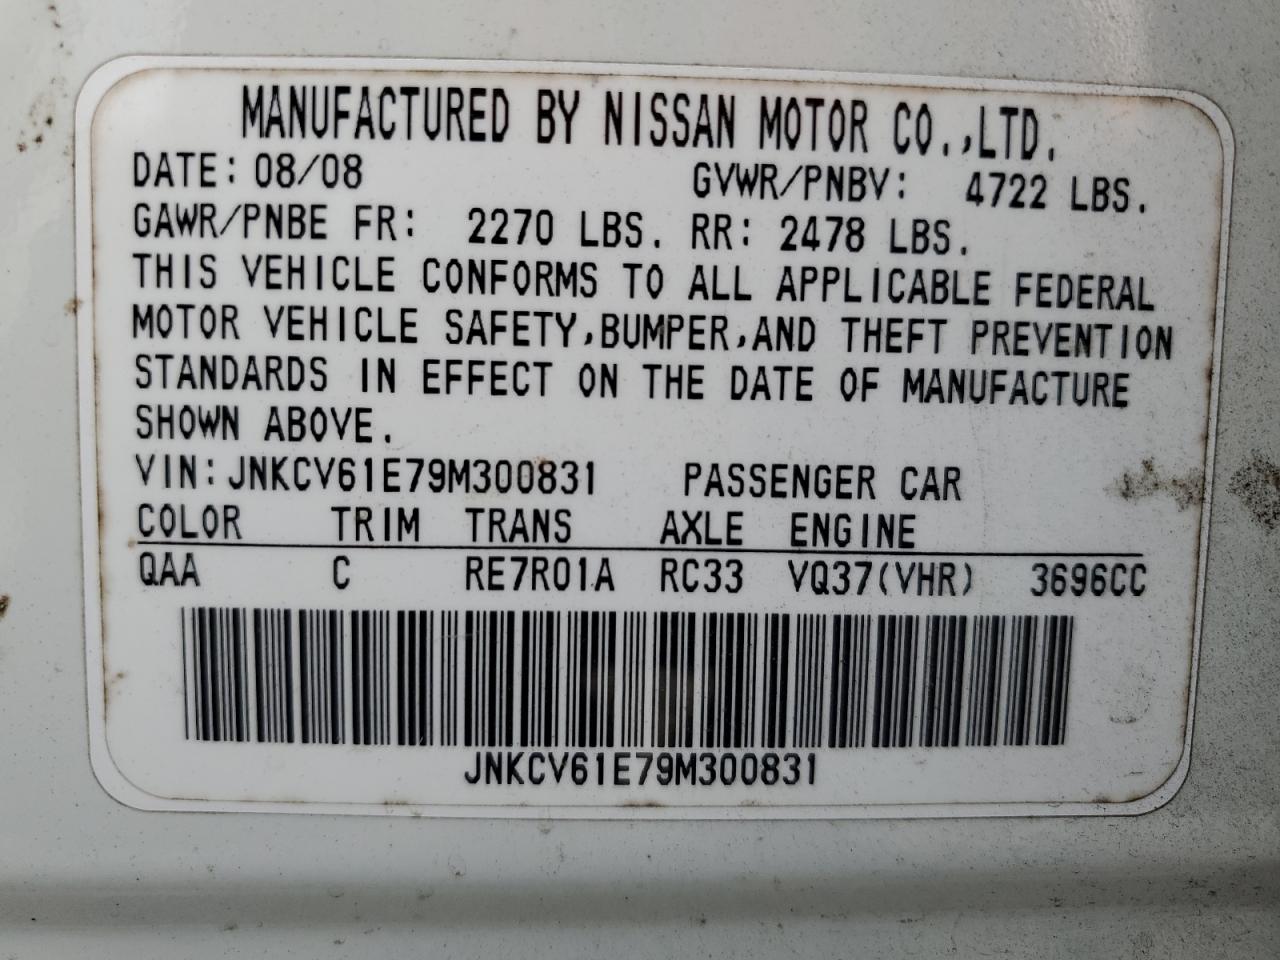 MANUFACTURED BY NISSAN MOTOR CO.,LTD.
DATE: 08/08 GVWR/PNBV: 4722 LBS.
GAWR/PNBE FR: 2270 LBS. RR: 2478 LBS.
THIS VEHICLE CONFORMS TO ALL APPLICABLE FEDERAL
MOTOR VEHICLE SAFETY,BUMPER,AND THEFT PREVENTION
STANDARDS IN EFFECT ON THE DATE OF MANUFACTURE
SHOWN ABOVE.
VIN:JNKCV61E79M300831 PASSENGER CAR
COLOR TRIM TRANS AXLE ENGINE
QAA C RE7R01A RC33 VQ37(VHR) 3696CC
JNKCV61E79M300831